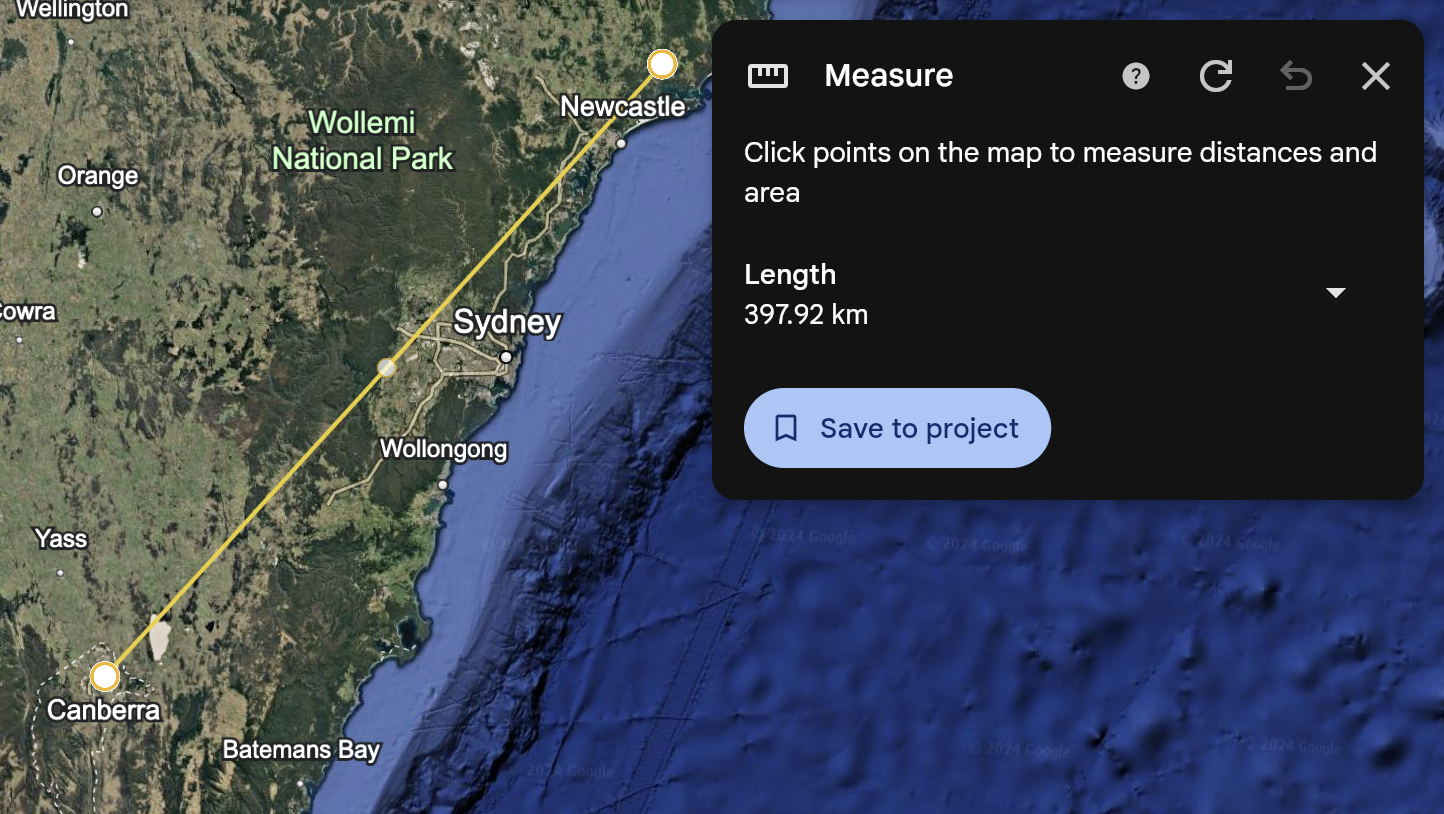 Wellington
Measure
?
Newcastle
Wollemi
National Park
Click points on the map to measure distances and
area
Orange
Length
397.92 km
Sydney
Save to project
Wollongong
Yass
© 2024 Google
© 2024 Google
© 2024 Google
Canberra
Batemans Bay
© 2024 Google
© 2024 Google
2024 Google